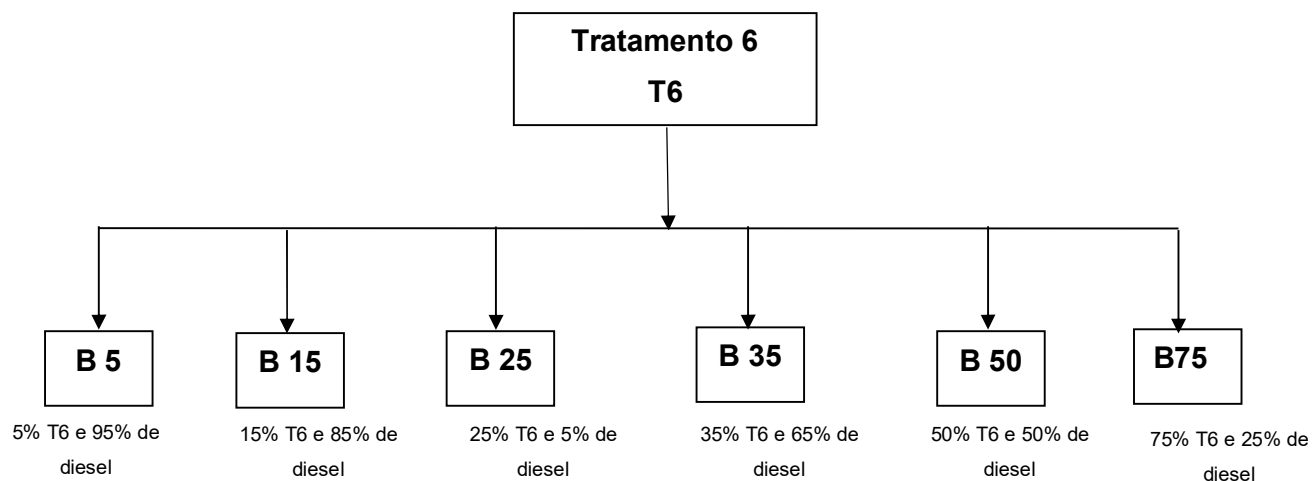 Tratamento 6
T6
B 5
B 15
B 25
B 35
B 50
B75
5% T6 e 95% de
diesel
15% T6 e 85% de
diesel
25% T6 e 5% de
diesel
35% T6 e 65% de
diesel
50% T6 e 50% de
diesel
75% T6 e 25% de
diesel